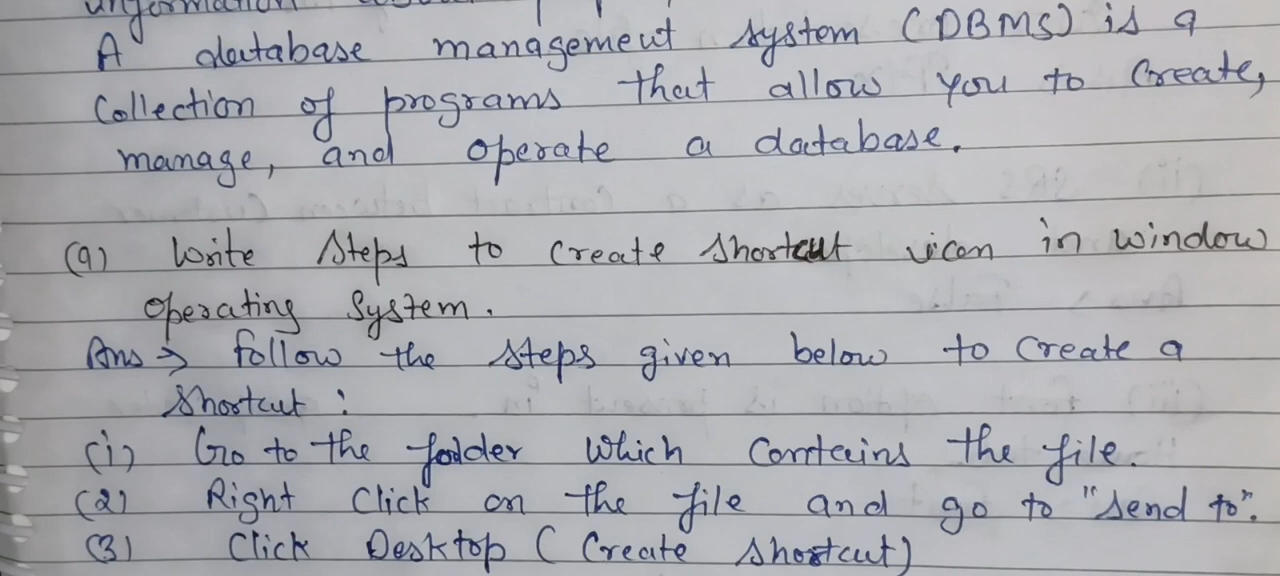 A database management system (DBMS) is a
Collection of programs that allow you to Create,
manage, and operate a database.
(9) Write steps to create shortcut icon in window
operating system.
Ans → follow the steps given below to create a
shortcut :
(i) Go to the fodder which contains the file.
(2) Right Click on the file and go to "send to".
(3) Click Desktop ( Create shortcut)